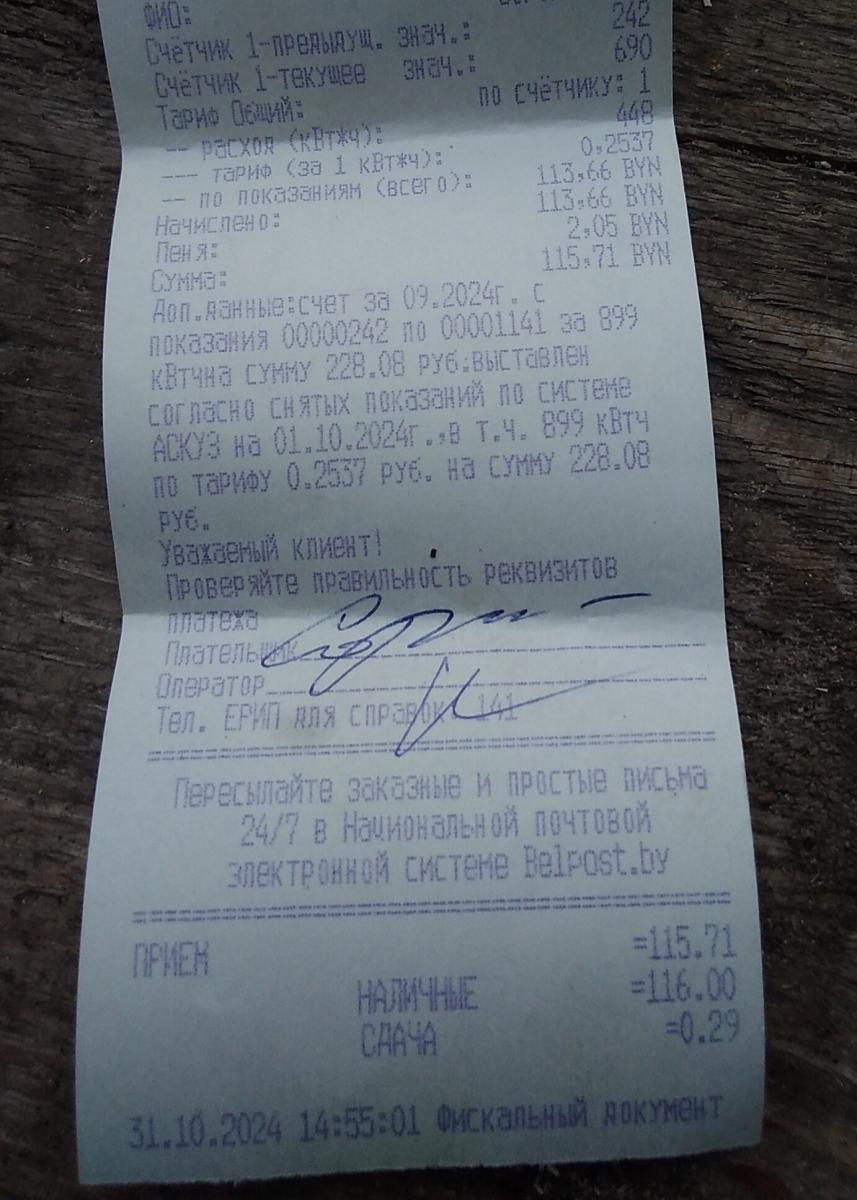 ФИО:
242
Счётчик 1-предыдущ. знач.:
690
Счётчик 1-текущее знач.:
по счётчику: 1
Тариф Общий:
448
-- расход (кВт*ч):
0,2537
--- тариф (за 1 кВт*ч):
113,66 BYN
-- по показаниям (всего):
113,66 BYN
Начислено:
2,05 BYN
Пеня:
115,71 BYN
Сумма:
Доп.данные:счет за 09.2024г. с
показания 00000242 по 00001141 за 899
кВтчна сумму 228.08 руб.выставлен
согласно снятых показаний по системе
АСКУЭ на 01.10.2024г.,в т.ч. 899 кВтч
по тарифу 0.2537 руб. на сумму 228.08
руб.
Уважаемый клиент!
Проверяйте правильность реквизитов
платежа
Плательщик
Оператор
Тел. ЕРИП для справок: 141
Пересылайте заказные и простые письма
24/7 в Национальной почтовой
электронной системе Belpost.by
ПРИЕМ =115.71
НАЛИЧНЫЕ =116.00
СДАЧА =0.29
31.10.2024 14:55:01 Фискальный документ